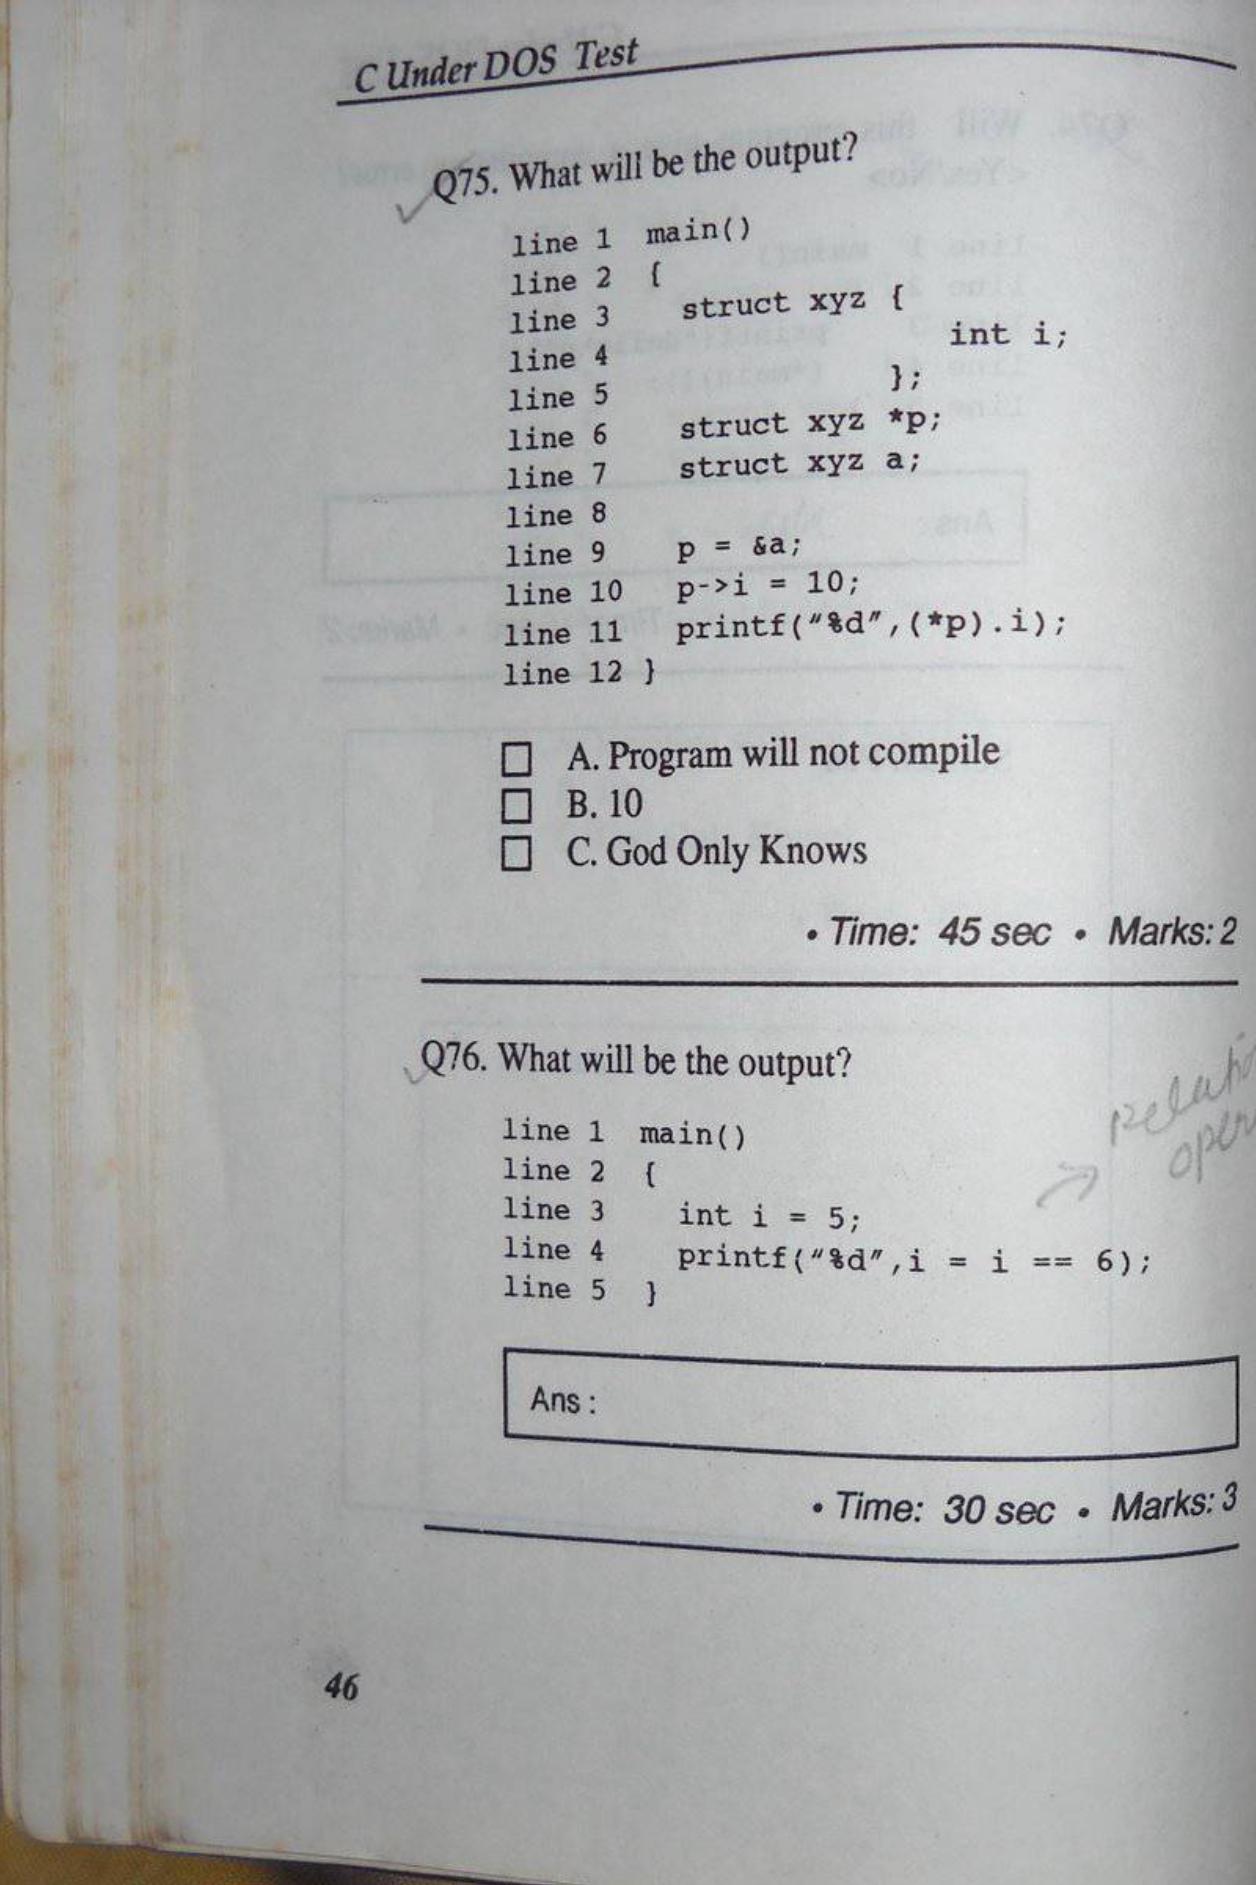 C Under DOS Test
Q75. What will be the output?
line 1 main()
line 2 {
line 3 struct xyz {
line 4 int i;
line 5 };
line 6 struct xyz *p;
line 7 struct xyz a;
line 8
line 9 p = &a;
line 10 p->i = 10;
line 11 printf("%d",(*p).i);
line 12 }
A. Program will not compile
B. 10
C. God Only Knows
• Time: 45 sec • Marks: 2
Q76. What will be the output?
line 1 main()
line 2 {
line 3 int i = 5;
line 4 printf("%d",i = i == 6);
line 5 }
Ans :
• Time: 30 sec • Marks: 3
46